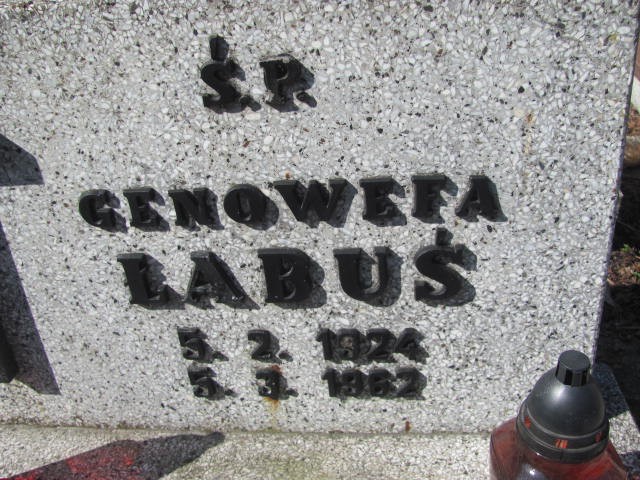 Ś.P.
GENOWEFA
ŁABUŚ
5. 2. 1924
5. 3. 1962